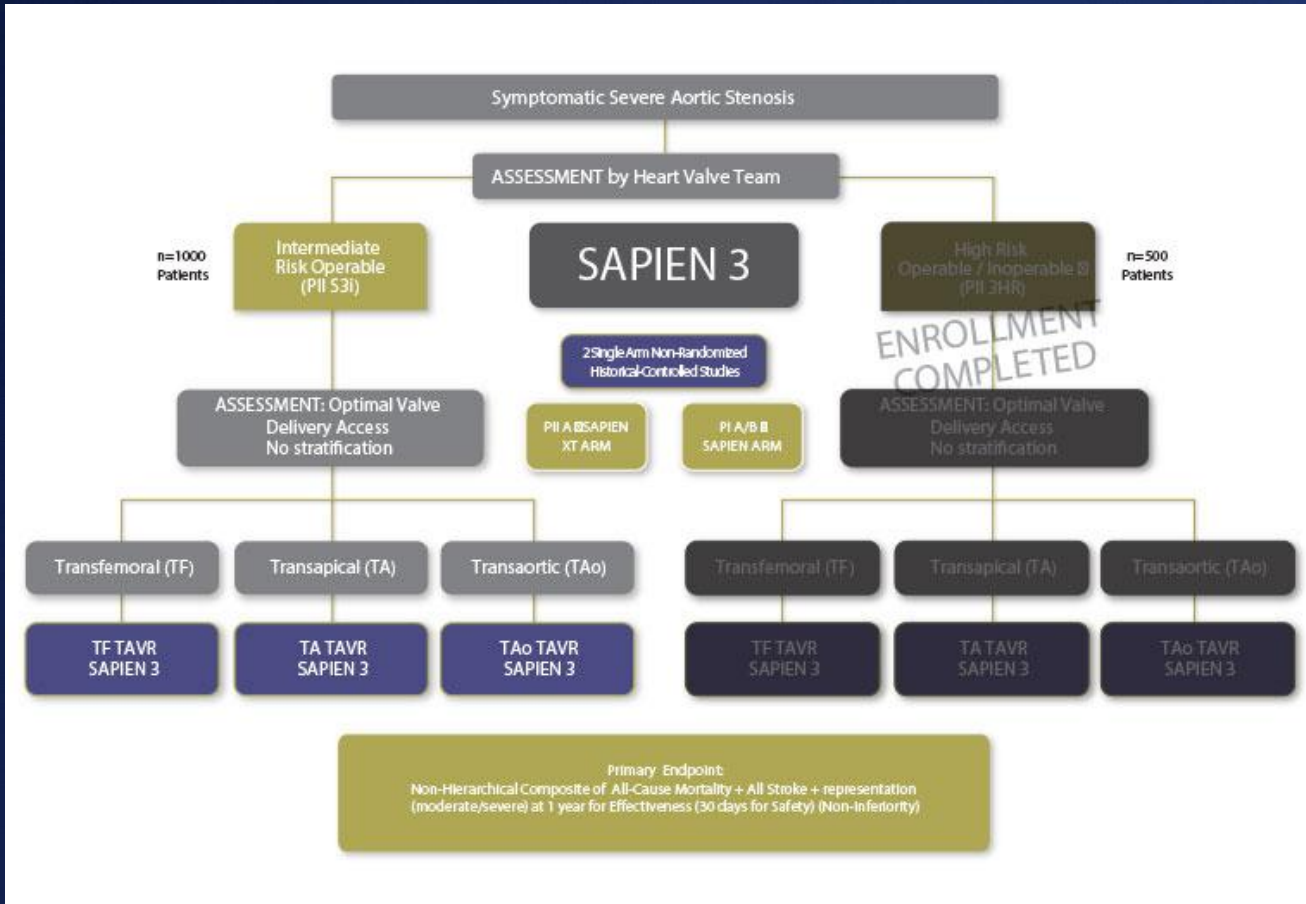 Symptomatic Severe Aortic Stenosis
ASSESSMENT by Heart Valve Team
n=1000
Patients
Intermediate
Risk Operable
(PII S3i)
SAPIEN 3
High Risk
Operable / Inoperable
(PII 3HR)
n=500
Patients
ENROLLMENT
COMPLETED
2 Single Arm Non-Randomized
Historical-Controlled Studies
ASSESSMENT: Optimal Valve
Delivery Access
No stratification
PII A SAPIEN
XT ARM
PI A/B
SAPIEN ARM
ASSESSMENT: Optimal Valve
Delivery Access
No stratification
Transfemoral (TF)
Transapical (TA)
Transaortic (TAo)
Transfemoral (TF)
Transapical (TA)
Transaortic (TAo)
TF TAVR
SAPIEN 3
TA TAVR
SAPIEN 3
TAo TAVR
SAPIEN 3
TF TAVR
SAPIEN 3
TA TAVR
SAPIEN 3
TAo TAVR
SAPIEN 3
Primary Endpoint:
Non-Hierarchical Composite of All-Cause Mortality + All Stroke + representation
(moderate/severe) at 1 year for Effectiveness (30 days for Safety) (Non-Inferiority)